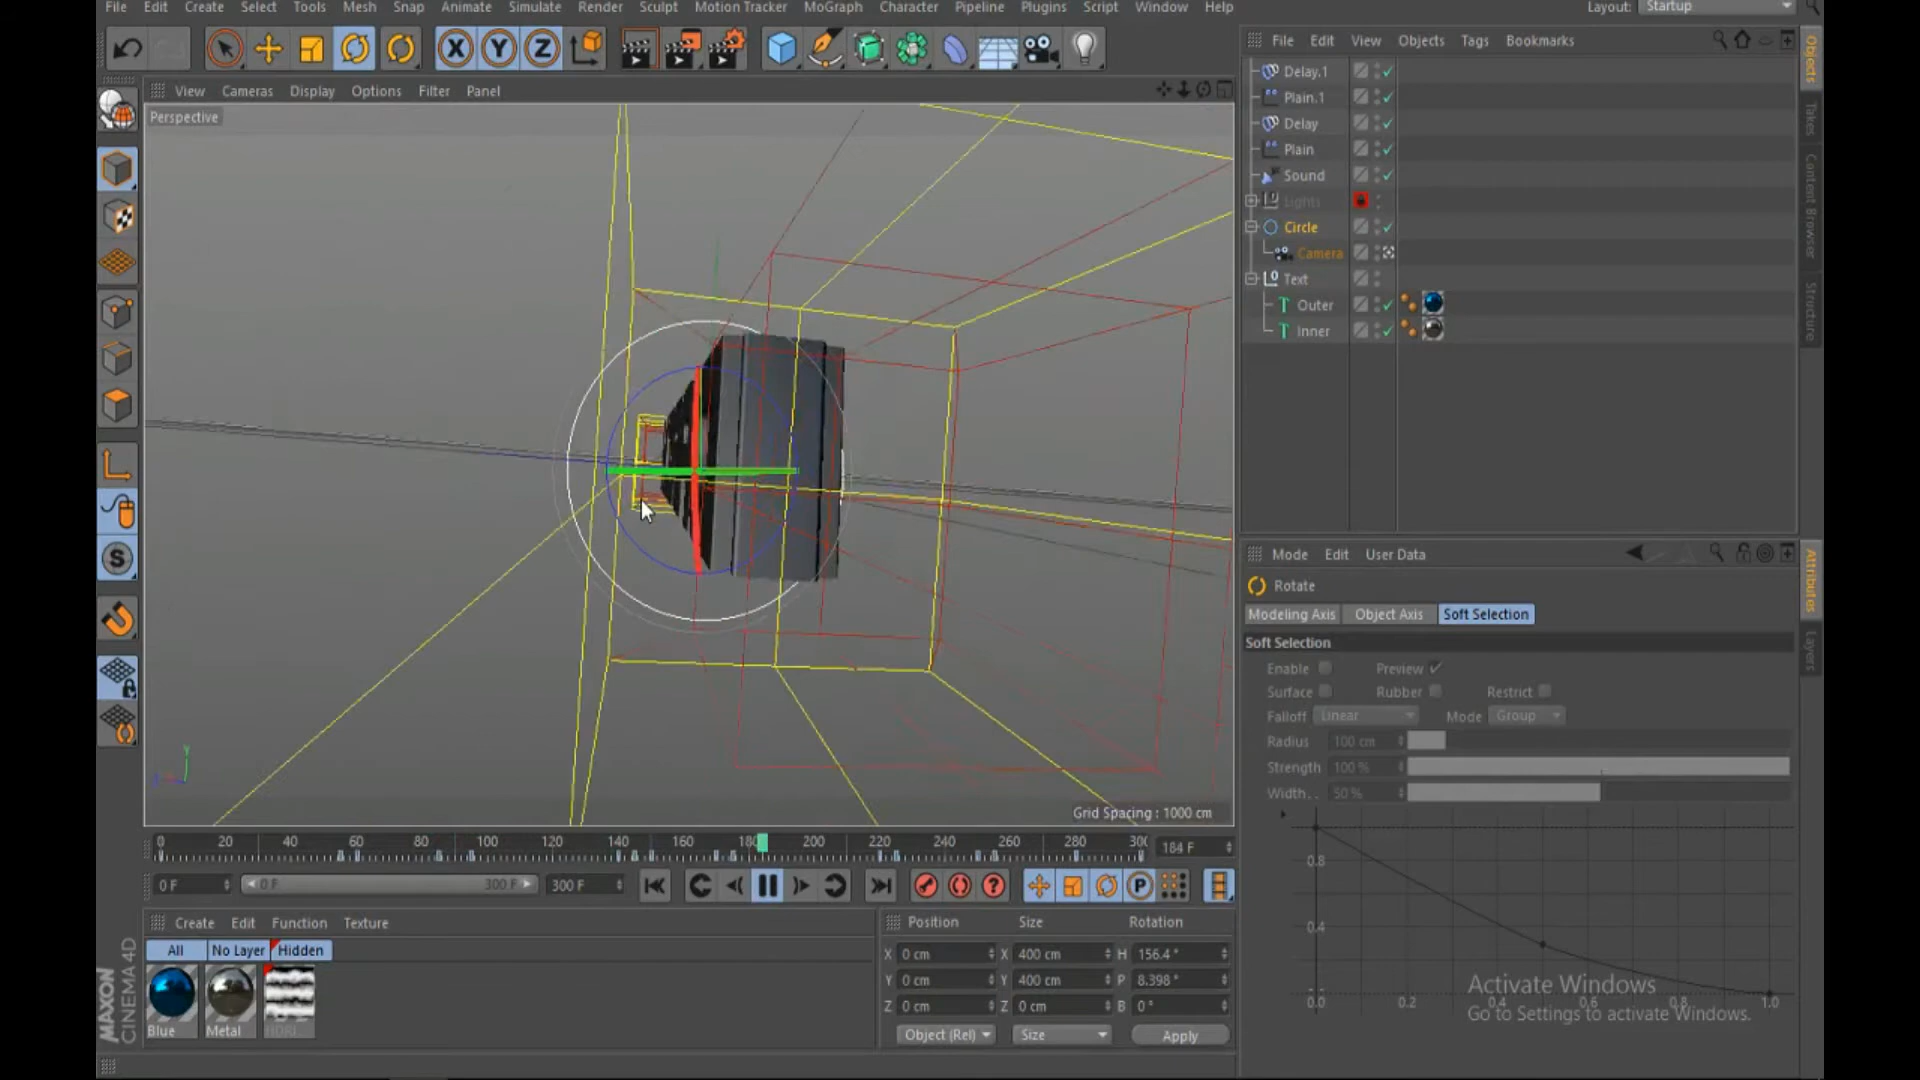 File Edit Create Select Tools Mesh Snap Animate Simulate Render Sculpt Motion Tracker MoGraph Character Pipeline Plugins Script Window Help Layout: Startup
X Y Z
View Cameras Display Options Filter Panel
Perspective
Grid Spacing : 1000 cm
File Edit View Objects Tags Bookmarks
Delay.1
Plain.1
Delay
Plain
Sound
Lights
Circle
Camera
Text
Outer
Inner
Objects
Takes
Content Browser
Structure
Mode Edit User Data
Rotate
Modeling Axis Object Axis Soft Selection
Soft Selection
Enable Preview
Surface Rubber Restrict
Falloff Linear Mode Group
Radius 100 cm
Strength 100 %
Width. . 50 %
0.8
0.4
0.0 0.2 0.4 0.6 0.8 1.0
Attributes
Layers
Activate Windows
Go to Settings to activate Windows.
0 20 40 60 80 100 120 140 160 180 200 220 240 260 280 300 184 F
0 F 0 F 300 F 300 F
P
Create Edit Function Texture
All No Layer Hidden
Blue Metal HDRI
Position Size Rotation
X 0 cm X 400 cm H 156.4 °
Y 0 cm Y 400 cm P 8.398 °
Z 0 cm Z 0 cm B 0 °
Object (Rel) Size Apply
MAXON
CINEMA 4D